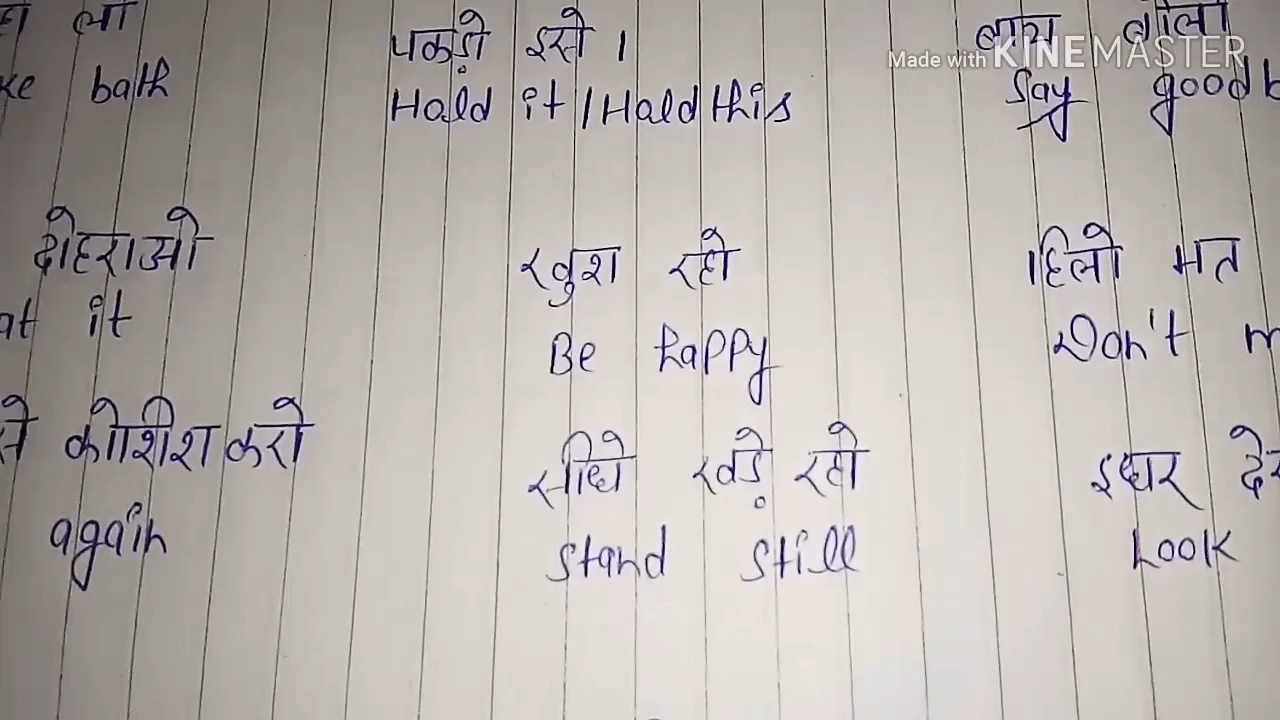 ला पकड़ो इसे । बाय बोलो
Made with KINEMASTER
bath Hold it / Hold this Say
दोहराओ खुश रहो हिलो मत
it Be happy Don't
कोशिश करो सीधे खड़े रहो इधर
again Stand still Look